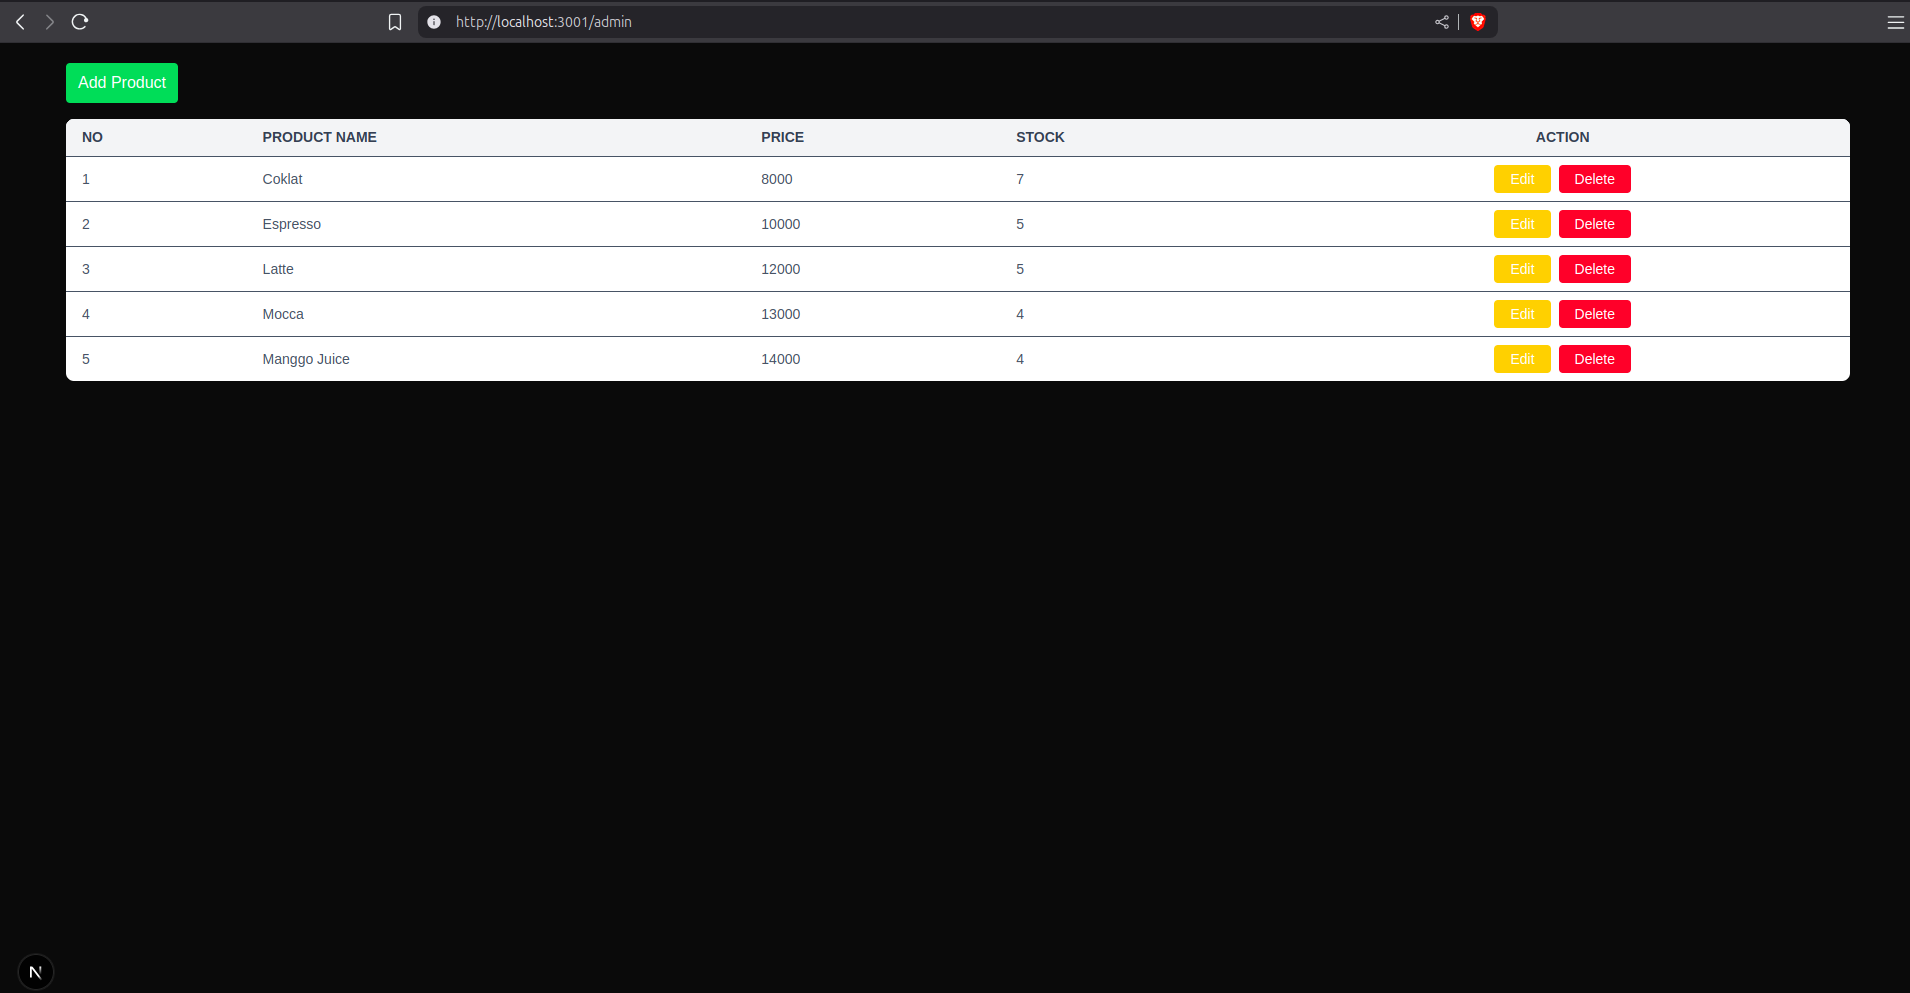 http://localhost:3001/admin
Add Product
NO PRODUCT NAME PRICE STOCK ACTION
1 Coklat 8000 7 Edit Delete
2 Espresso 10000 5 Edit Delete
3 Latte 12000 5 Edit Delete
4 Mocca 13000 4 Edit Delete
5 Manggo Juice 14000 4 Edit Delete
N